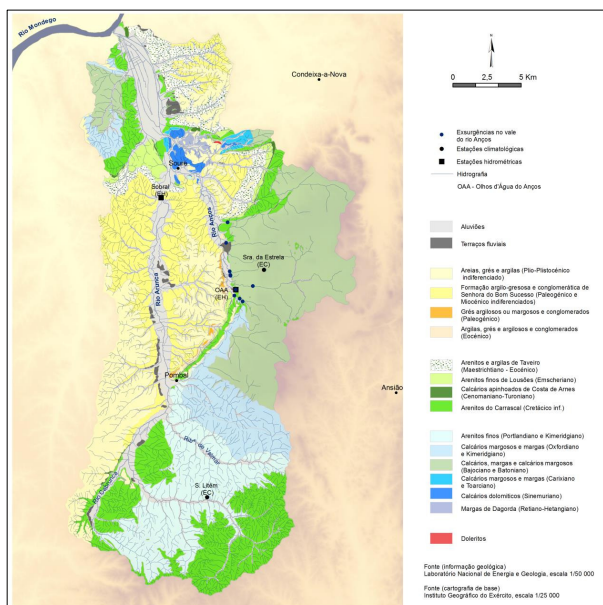 Rio Mondego
Condeixa-a-Nova
Soure
Sobral
(EH)
Rio Anços
Sra. da Estrela
(EC)
OAA
(EH)
Rio Arunca
Pombal
Ansião
Ribª. de Valmar
S. Litém
(EC)
N
0 2,5 5 Km
Exsurgências no vale
do rio Anços
Estações climatológicas
Estações hidrométricas
Hidrografia
OAA - Olhos d'Água do Anços
Aluviões
Terraços fluviais
Areias, grés e argilas (Plio-Plistocénico
indiferenciado)
Formação argilo-gresosa e conglomerática de
Senhora do Bom Sucesso (Paleogénico e
Miocénico indiferenciados)
Grés argilosos ou margosos e conglomerados
(Paleogénico)
Argilas, grés e argilosos e conglomerados
(Eocénico)
Arenitos e argilas de Taveiro
(Maestrichtiano - Eocénico)
Arenitos finos de Lousões (Emscheriano)
Calcários apinhoados de Costa de Arnes
(Cenomaniano-Turoniano)
Arenitos do Carrascal (Cretácico inf.)
Arenitos finos (Portlandiano e Kimeridgiano)
Calcários margosos e margas (Oxfordiano
e Kimeridgiano)
Calcários, margas e calcários margosos
(Bajociano e Batoniano)
Calcários margosos e margas (Carixiano
e Toarciano)
Calcários dolomíticos (Sinemuriano)
Margas de Dagorda (Retiano-Hetangiano)
Doleritos
Fonte (informação geológica)
Laboratório Nacional de Energia e Geologia, escala 1/50 000
Fonte (cartografia de base)
Instituto Geográfico do Exército, escala 1/25 000